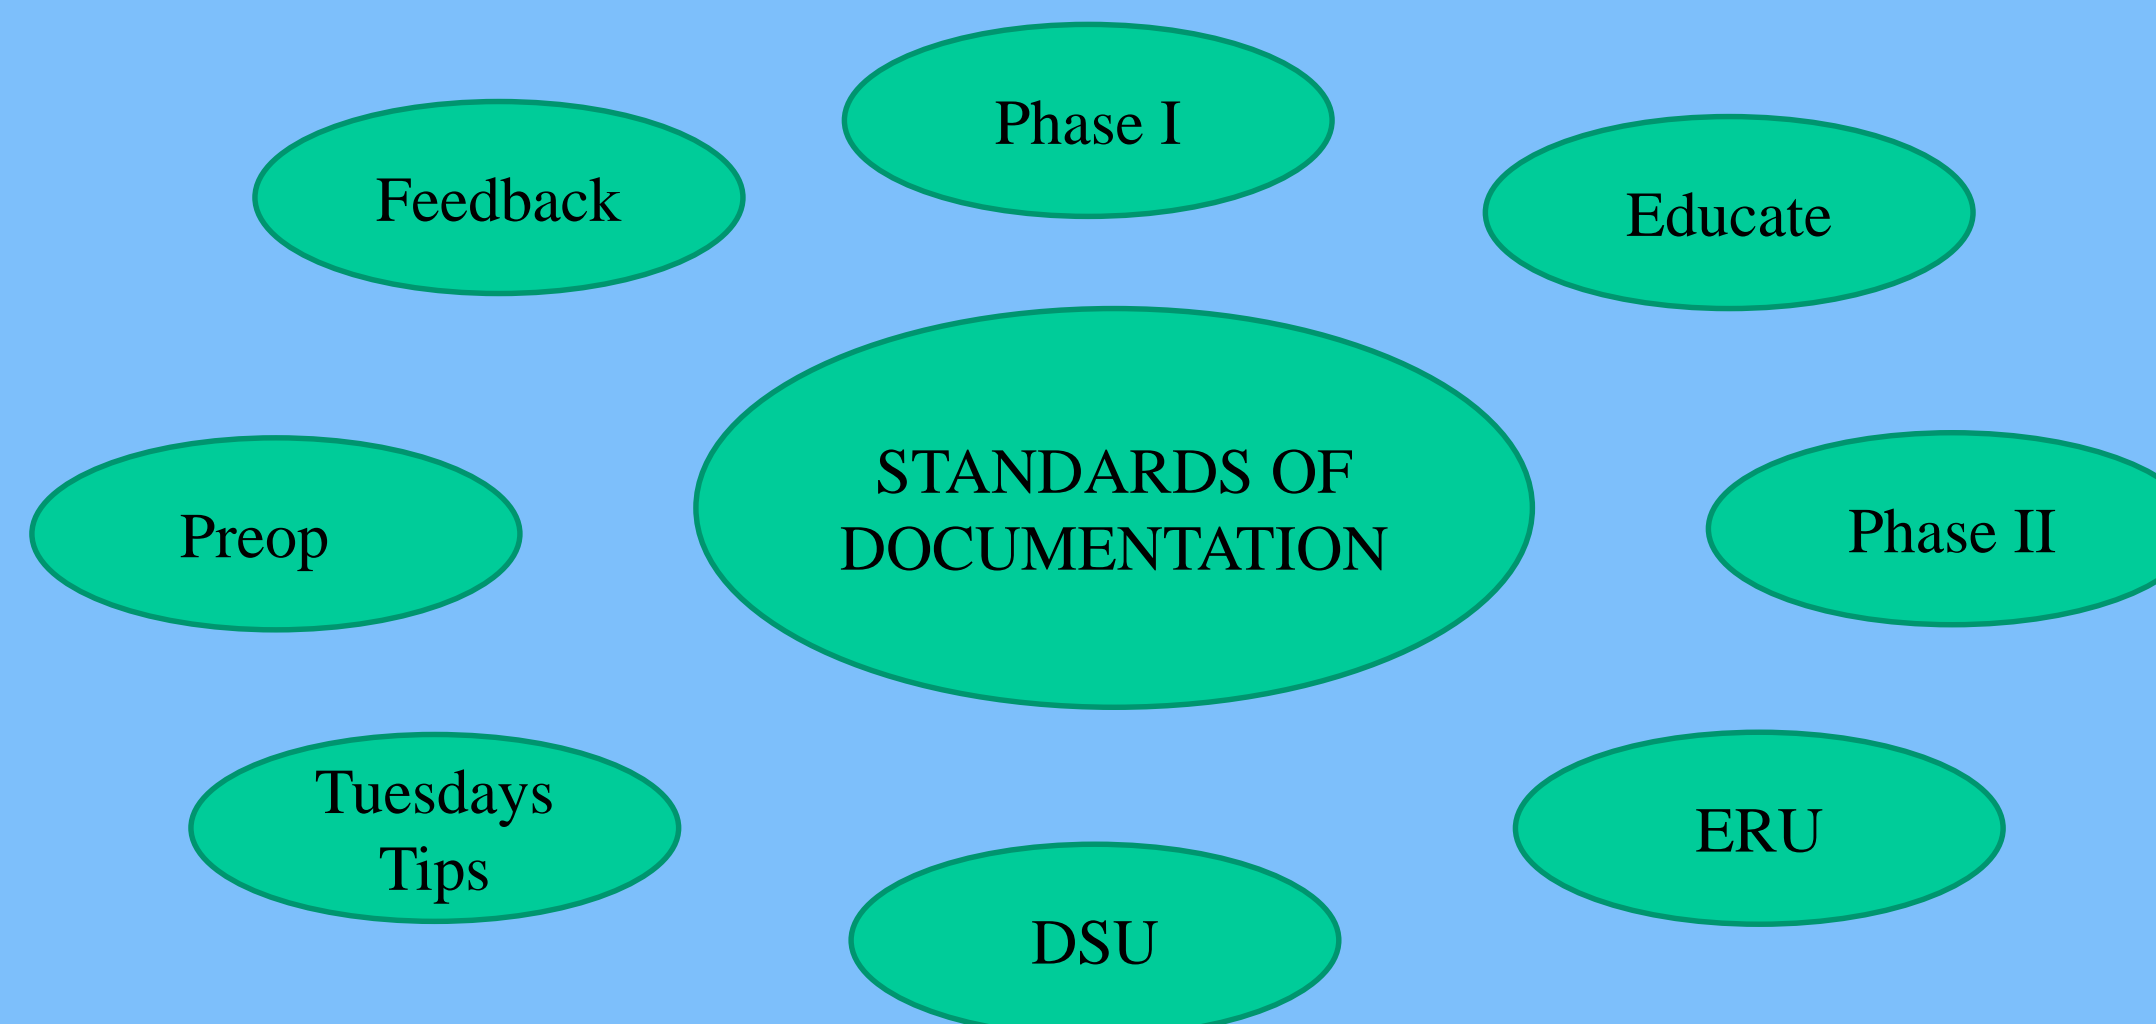 Phase I
Feedback
Educate
STANDARDS OF
DOCUMENTATION
Preop
Phase II
Tuesdays
Tips
ERU
DSU